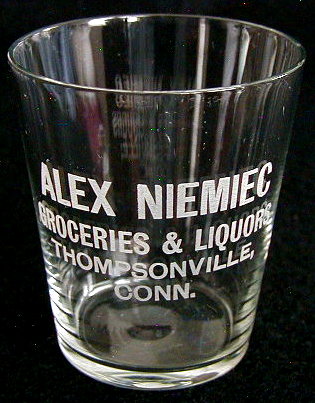 ALEX NIEMIEC
GROCERIES & LIQUORS
THOMPSONVILLE,
CONN.